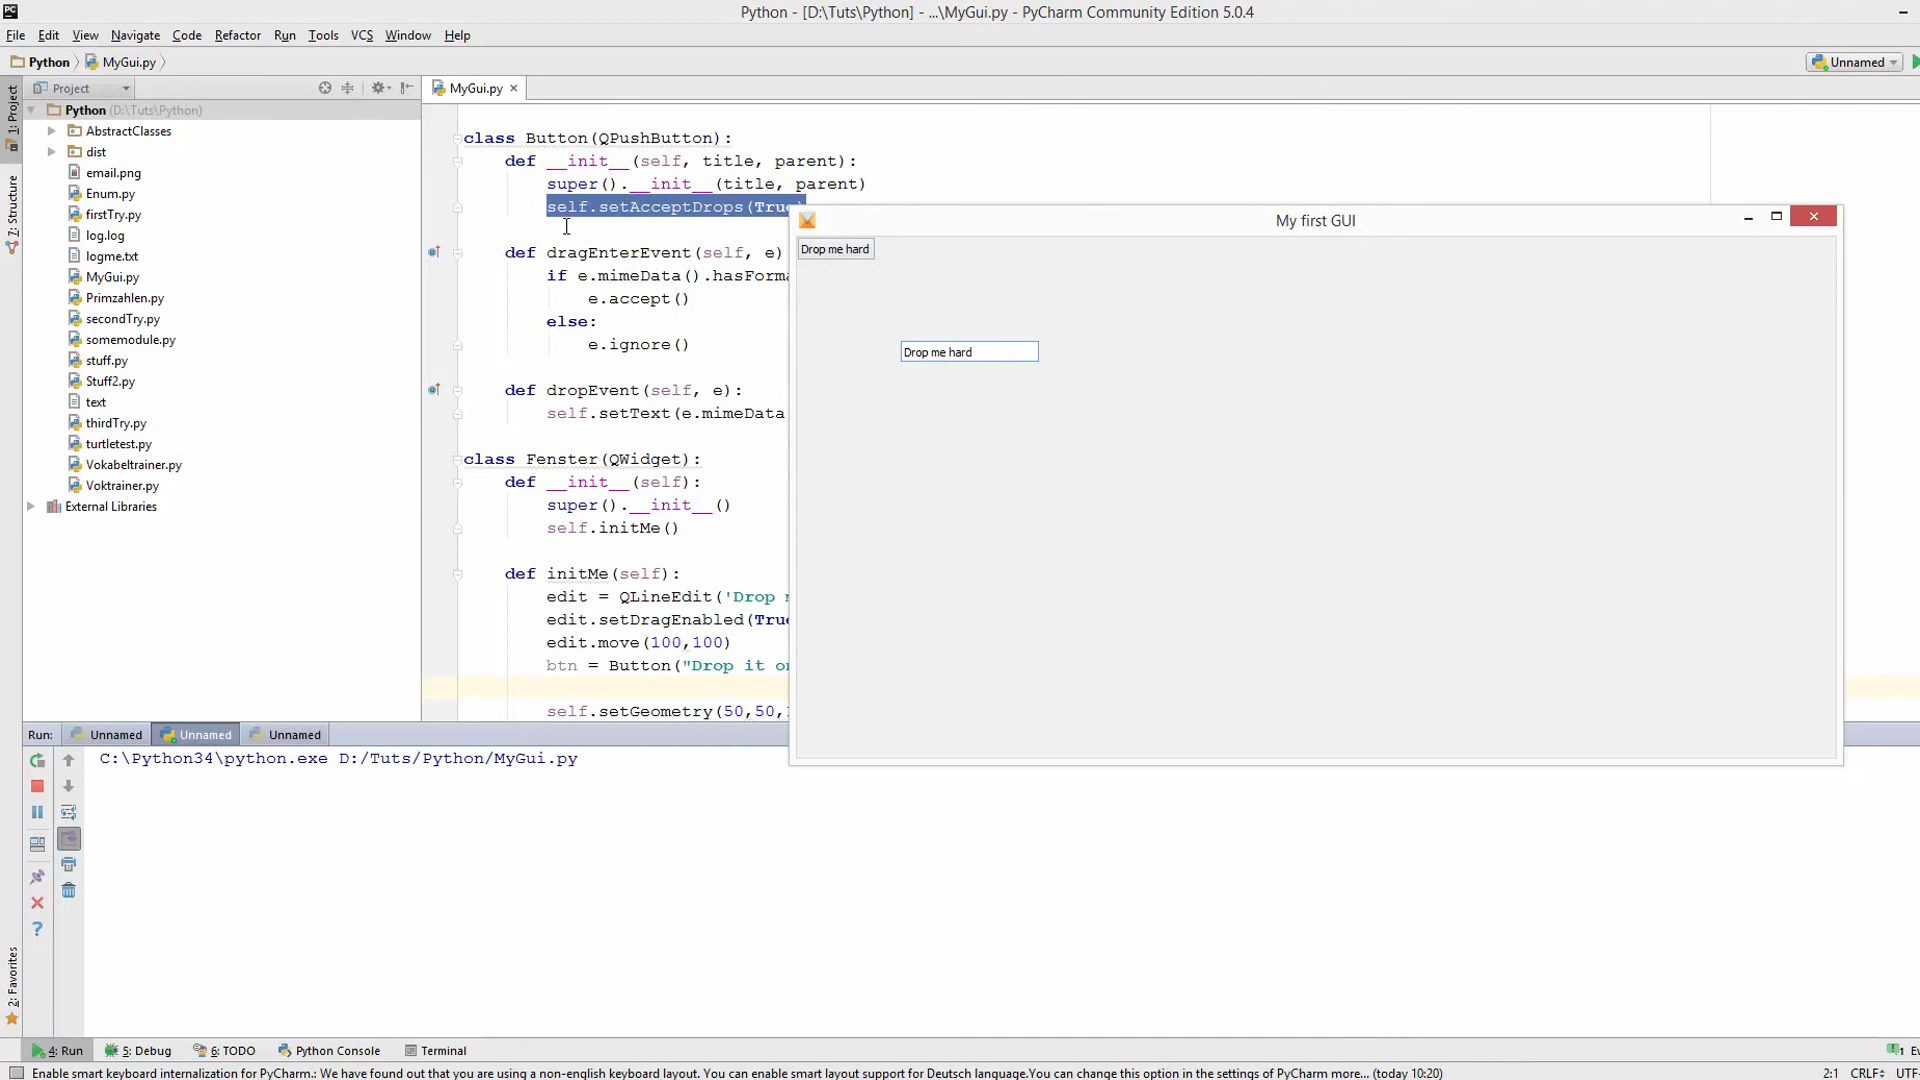 Python - [D:\Tuts\Python] - ...\MyGui.py - PyCharm Community Edition 5.0.4
File Edit View Navigate Code Refactor Run Tools VCS Window Help
Python MyGui.py
Unnamed
1: Project
7: Structure
2: Favorites
Project
Python (D:\Tuts\Python)
AbstractClasses
dist
email.png
Enum.py
firstTry.py
log.log
logme.txt
MyGui.py
Primzahlen.py
secondTry.py
somemodule.py
stuff.py
Stuff2.py
text
thirdTry.py
turtletest.py
Vokabeltrainer.py
Voktrainer.py
External Libraries
MyGui.py
class Button(QPushButton):
def __init__(self, title, parent):
super().__init__(title, parent)
self.setAcceptDrops(True)
def dragEnterEvent(self, e)
if e.mimeData().hasForma
e.accept()
else:
e.ignore()
def dropEvent(self, e):
self.setText(e.mimeData
class Fenster(QWidget):
def __init__(self):
super().__init__()
self.initMe()
def initMe(self):
edit = QLineEdit('Drop
edit.setDragEnabled(True
edit.move(100,100)
btn = Button("Drop it
self.setGeometry(50,50,
My first GUI
Drop me hard
Drop me hard
Run: Unnamed Unnamed Unnamed
C:\Python34\python.exe D:/Tuts/Python/MyGui.py
4: Run 5: Debug 6: TODO Python Console Terminal 1 Ev
Enable smart keyboard internalization for PyCharm.: We have found out that you are using a non-english keyboard layout. You can enable smart layout support for Deutsch language.You can change this option in the settings of PyCharm more... (today 10:20) 2:1 CRLF UTF-